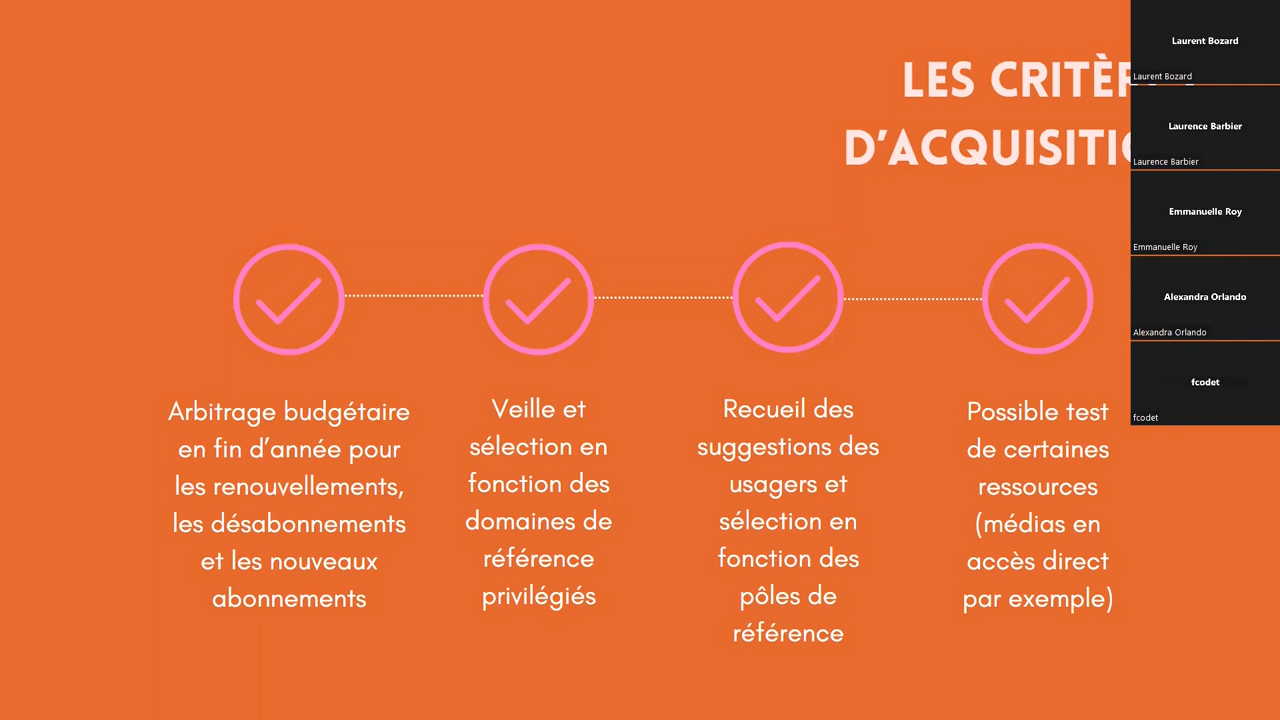 LES CRITÈ
D'ACQUISITI
Arbitrage budgétaire
en fin d'année pour
les renouvellements,
les désabonnements
et les nouveaux
abonnements
Veille et
sélection en
fonction des
domaines de
référence
privilégiés
Recueil des
suggestions des
usagers et
sélection en
fonction des
pôles de
référence
Possible test
de certaines
ressources
(médias en
accès direct
par exemple)
Laurent Bozard
Laurent Bozard
Laurence Barbier
Laurence Barbier
Emmanuelle Roy
Emmanuelle Roy
Alexandra Orlando
Alexandra Orlando
fcodet
fcodet